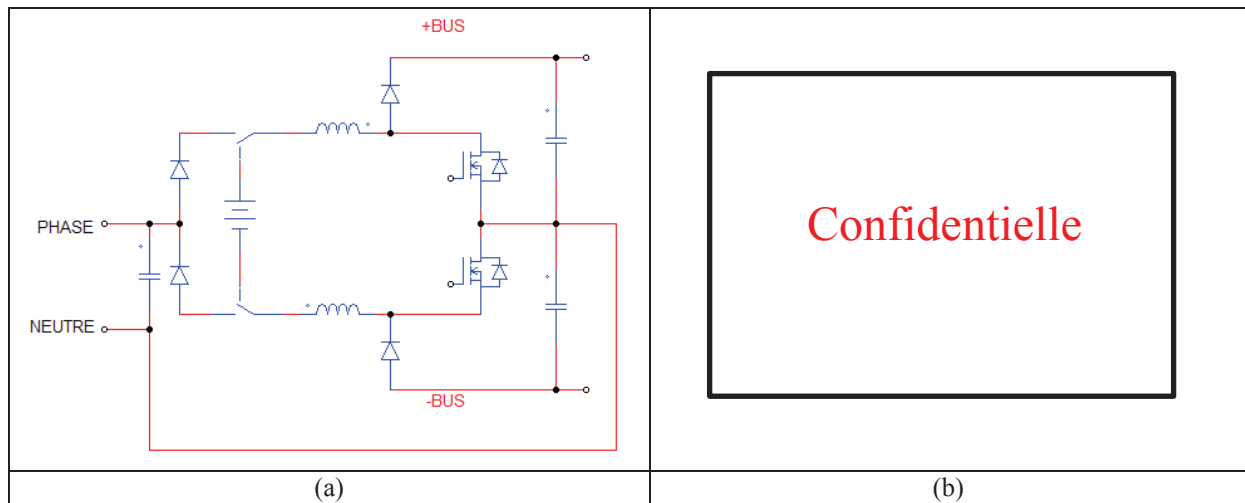 +BUS
PHASE
NEUTRE
-BUS
Confidentielle
(a)
(b)